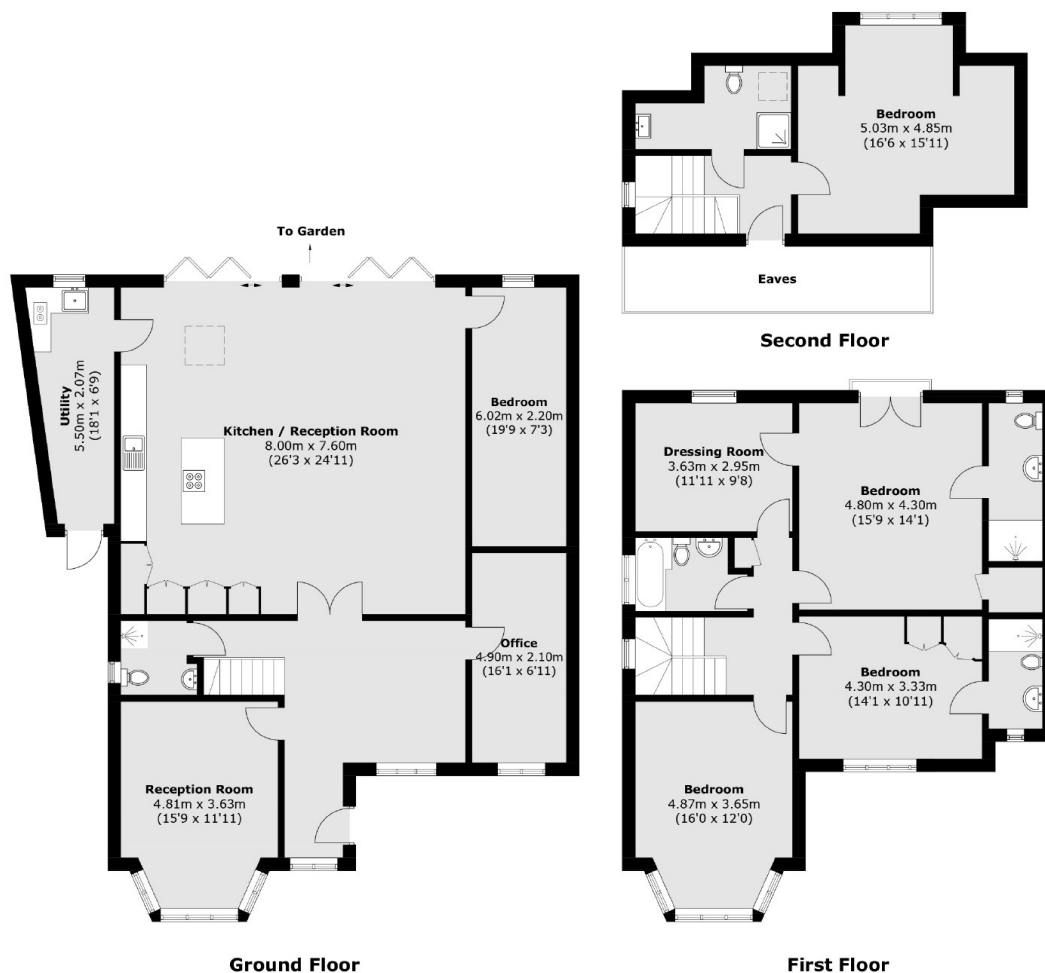 Bedroom
5.03m x 4.85m
(16'6 x 15'11)
Eaves
Second Floor
To Garden
Utility
5.50m x 2.07m
(18'1 x 6'9)
Kitchen / Reception Room
8.00m x 7.60m
(26'3 x 24'11)
Bedroom
6.02m x 2.20m
(19'9 x 7'3)
Office
4.90m x 2.10m
(16'1 x 6'11)
Reception Room
4.81m x 3.63m
(15'9 x 11'11)
Ground Floor
Dressing Room
3.63m x 2.95m
(11'11 x 9'8)
Bedroom
4.80m x 4.30m
(15'9 x 14'1)
Bedroom
4.30m x 3.33m
(14'1 x 10'11)
Bedroom
4.87m x 3.65m
(16'0 x 12'0)
First Floor